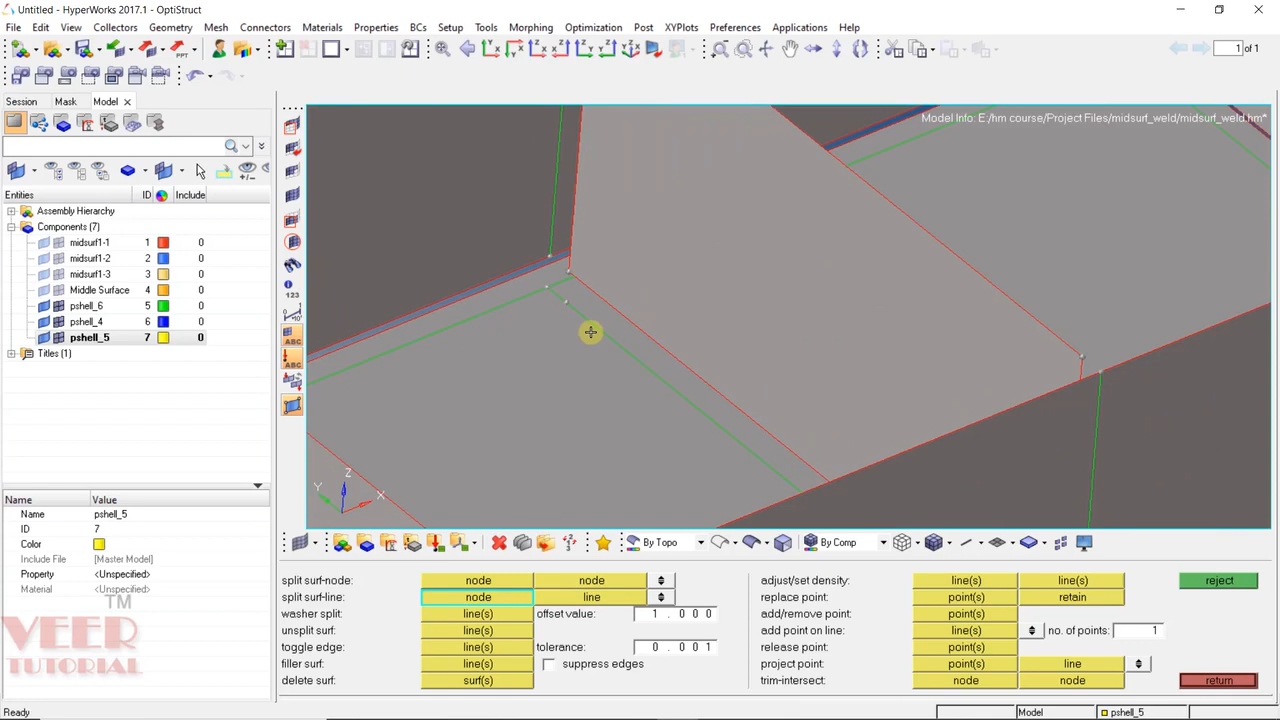 Untitled - HyperWorks 2017.1 - OptiStruct
File Edit View Collectors Geometry Mesh Connectors Materials Properties BCs Setup Tools Morphing Optimization Post XYPlots Preferences Applications Help
1 of 1
Session Mask Model
Entities ID Include
Assembly Hierarchy
Components (7)
midsurf1-1 1 0
midsurf1-2 2 0
midsurf1-3 3 0
Middle Surface 4 0
pshell_6 5 0
pshell_4 6 0
pshell_5 7 0
Titles (1)
Name Value
Name pshell_5
ID 7
Color
Include File [Master Model]
Property <Unspecified>
Material <Unspecified>
TM
VEER
TUTORIAL
Model Info: E:/hm course/Project Files/midsurf_weld/midsurf_weld.hm*
123
ABC
ABC
Z
Y
X
By Topo By Comp
split surf-node: node node
split surf-line: node line
washer split: line(s) offset value: 1.000
unsplit surf: line(s)
toggle edge: line(s) tolerance: 0.001
filler surf: line(s) suppress edges
delete surf: surf(s)
adjust/set density: line(s) line(s) reject
replace point: point(s) retain
add/remove point: point(s)
add point on line: line(s) no. of points: 1
release point: point(s)
project point: point(s) line
trim-intersect: node node return
Ready Model pshell_5